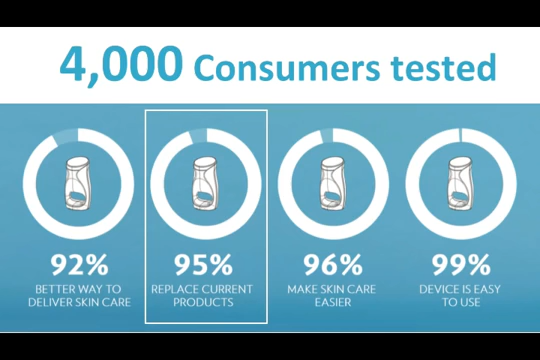 4,000 Consumers tested
92%
BETTER WAY TO
DELIVER SKIN CARE
95%
REPLACE CURRENT
PRODUCTS
96%
MAKE SKIN CARE
EASIER
99%
DEVICE IS EASY
TO USE